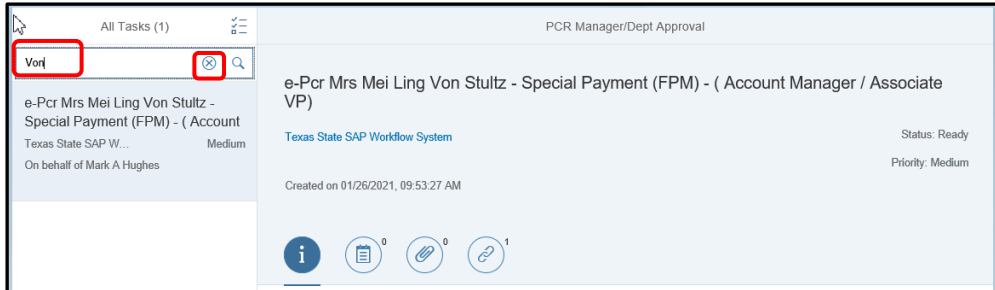 All Tasks (1)
PCR Manager/Dept Approval
Von
e-Pcr Mrs Mei Ling Von Stultz -
Special Payment (FPM) - ( Account
Texas State SAP W... Medium
On behalf of Mark A Hughes
e-Pcr Mrs Mei Ling Von Stultz - Special Payment (FPM) - ( Account Manager / Associate
VP)
Texas State SAP Workflow System
Status: Ready
Priority: Medium
Created on 01/26/2021, 09:53:27 AM
0 0 1